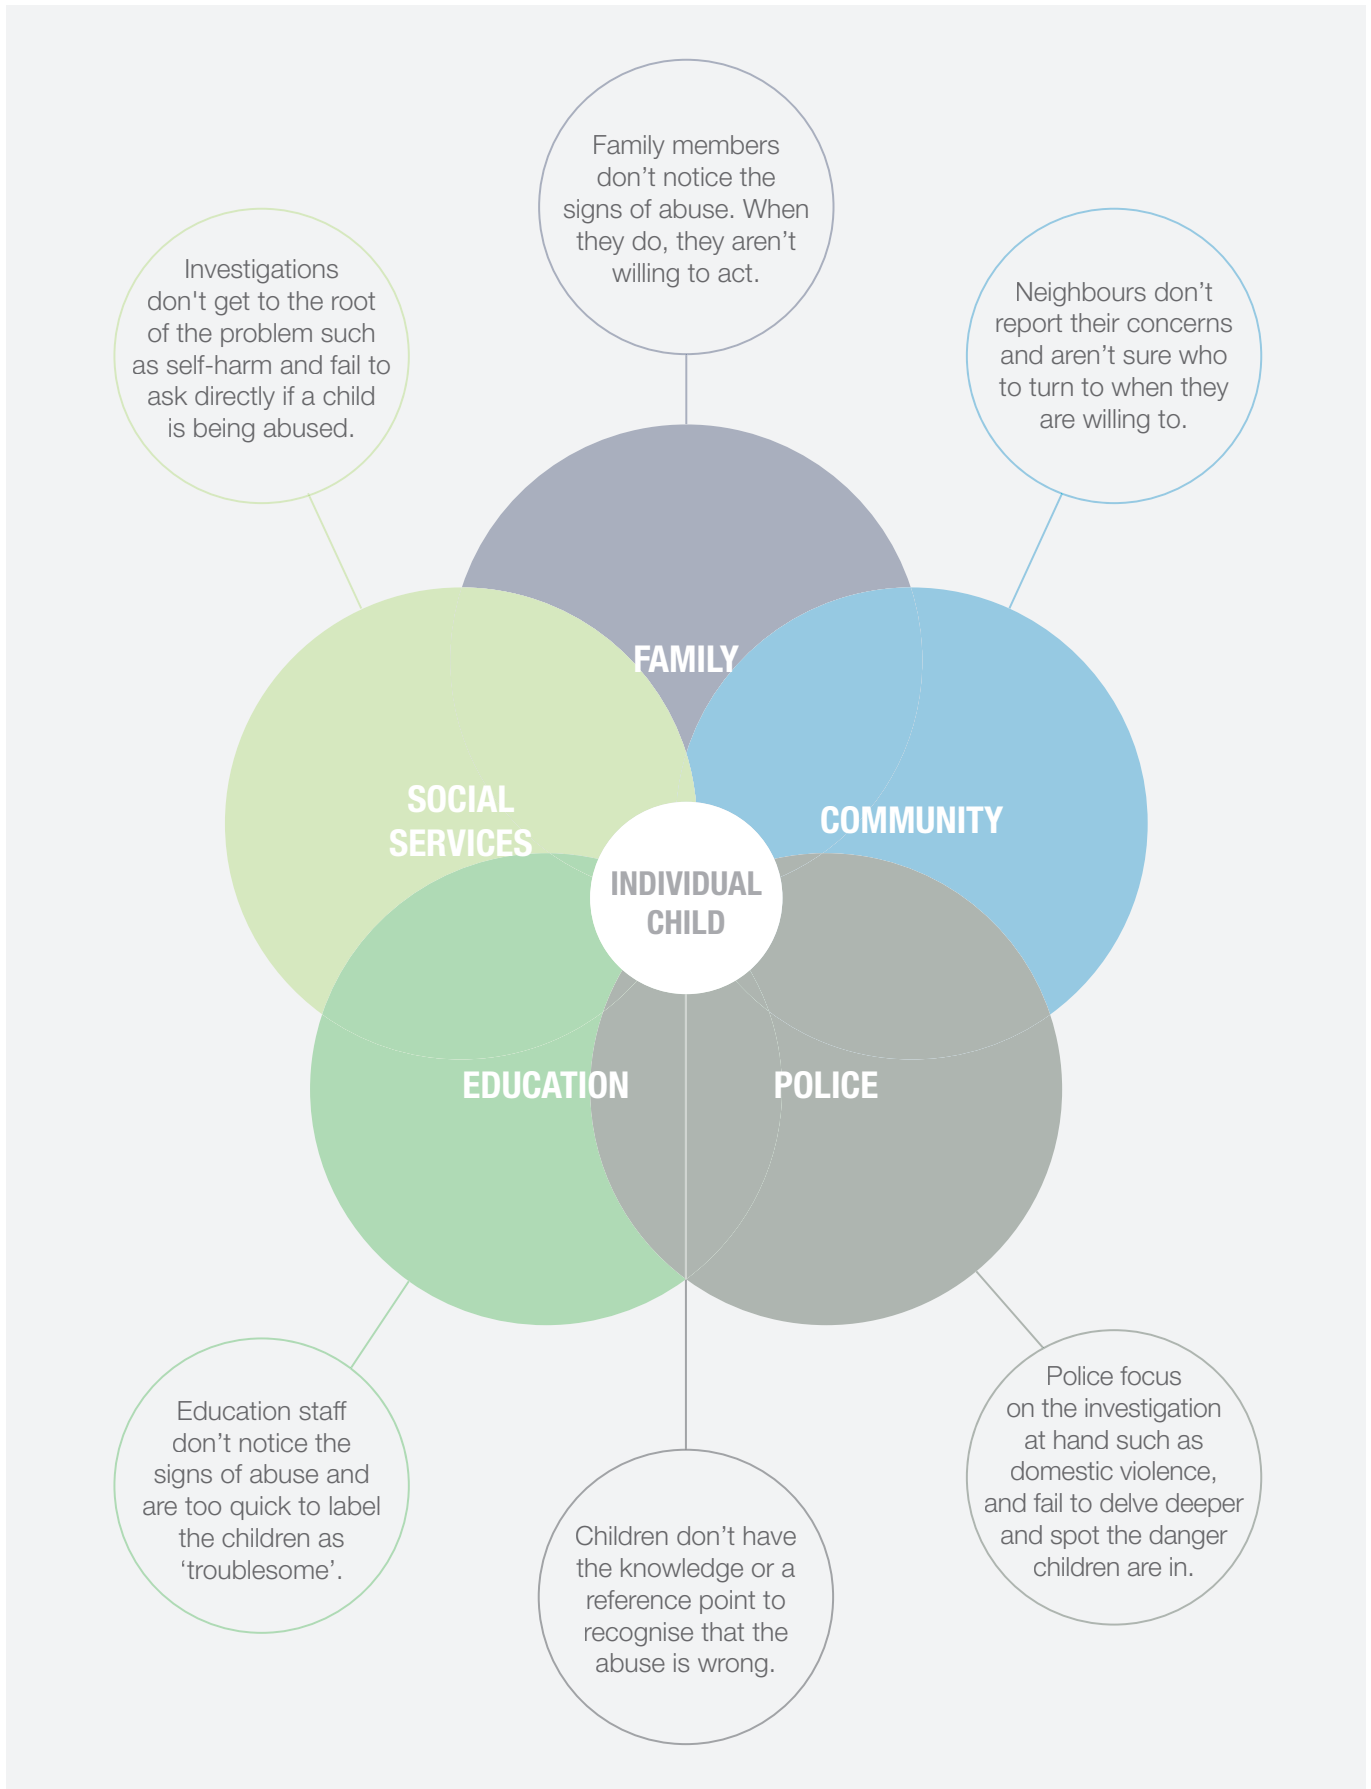 Family members
don’t notice the
signs of abuse. When
they do, they aren’t
willing to act.
Investigations
don't get to the root
of the problem such
as self-harm and fail to
ask directly if a child
is being abused.
Neighbours don’t
report their concerns
and aren’t sure who
to turn to when they
are willing to.
FAMILY
SOCIAL
SERVICES
COMMUNITY
INDIVIDUAL
CHILD
EDUCATION
POLICE
Education staff
don’t notice the
signs of abuse and
are too quick to label
the children as
‘troublesome’.
Children don’t have
the knowledge or a
reference point to
recognise that the
abuse is wrong.
Police focus
on the investigation
at hand such as
domestic violence,
and fail to delve deeper
and spot the danger
children are in.